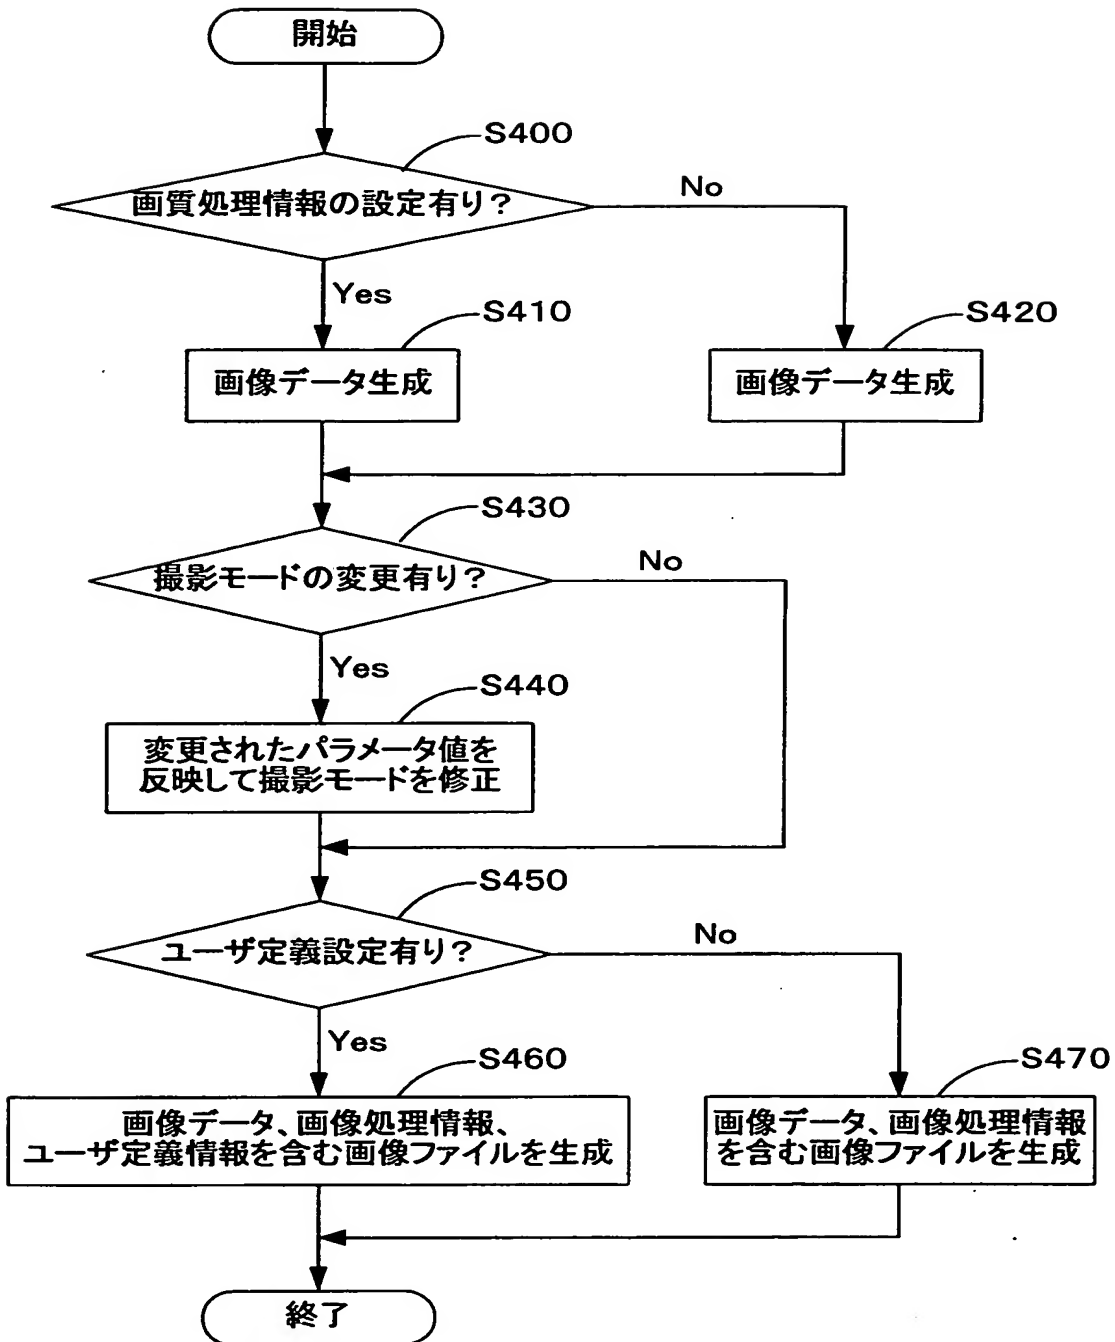 開始
S400
画質処理情報の設定有り?
No
Yes
S410
画像データ生成
S420
画像データ生成
S430
撮影モードの変更有り?
No
Yes
S440
変更されたパラメータ値を
反映して撮影モードを修正
S450
ユーザ定義設定有り?
No
Yes
S460
画像データ、画像処理情報、
ユーザ定義情報を含む画像ファイルを生成
S470
画像データ、画像処理情報
を含む画像ファイルを生成
終了